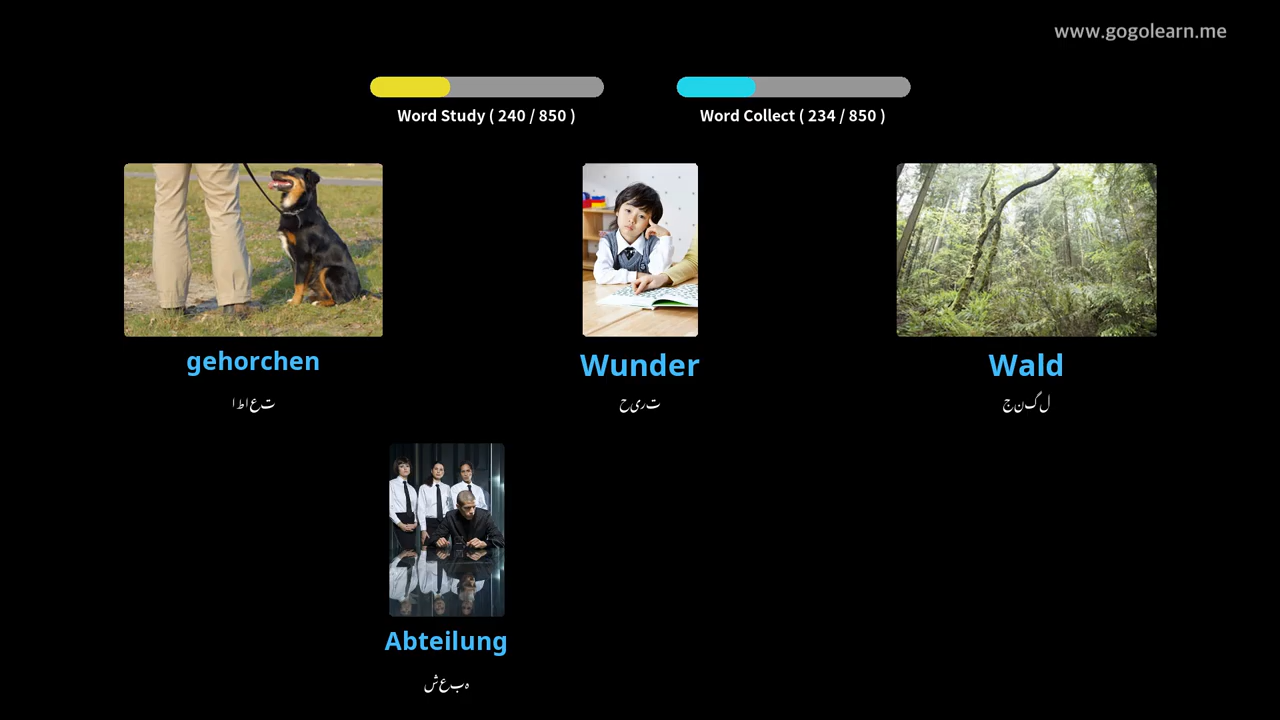 www.gogolearn.me
Word Study ( 240 / 850 )
Word Collect ( 234 / 850 )
gehorchen
اطاعت
Wunder
حیرت
Wald
جنگل
Abteilung
شعبہ